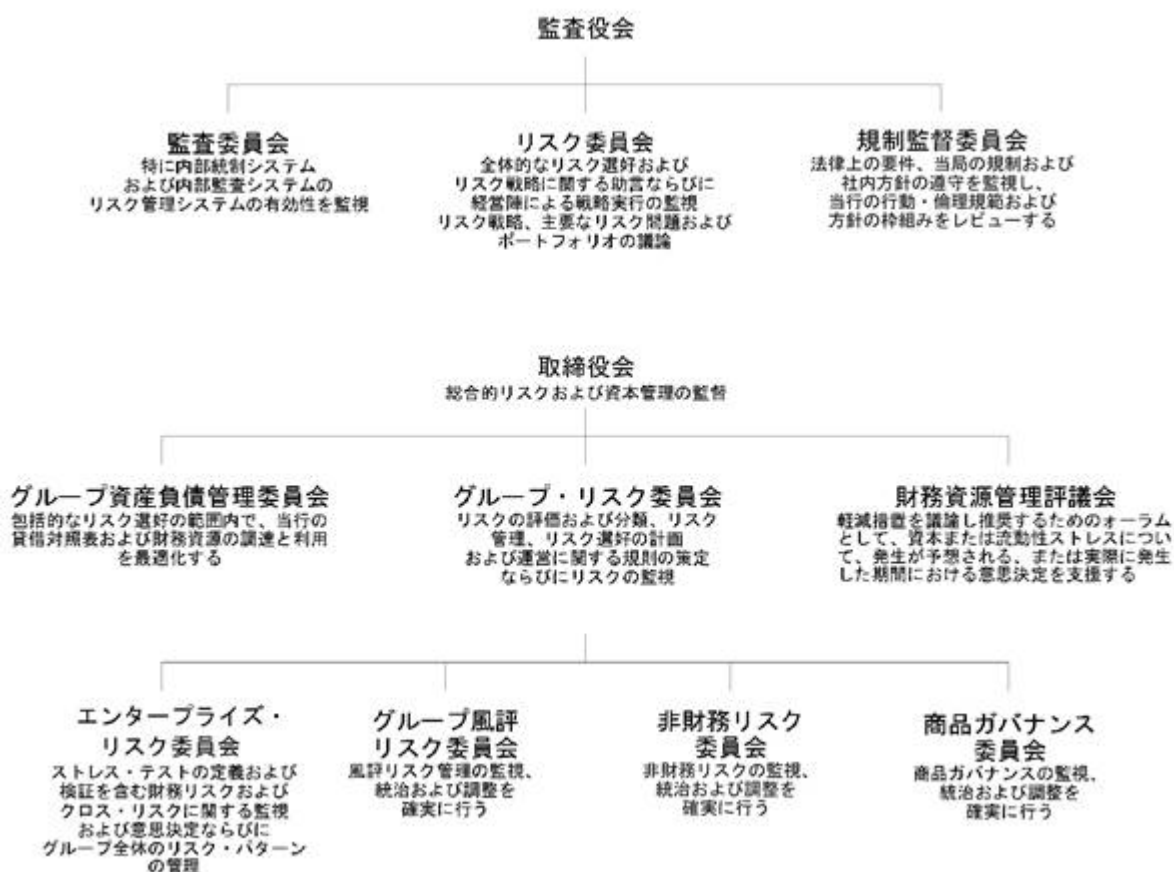 監査役会
監査委員会
特に内部統制システム
および内部監査システムの
リスク管理システムの有効性を監視
リスク委員会
全体的なリスク選好および
リスク戦略に関する助言ならびに
経営陣による戦略実行の監視
リスク戦略、主要なリスク問題および
ポートフォリオの議論
規制監督委員会
法律上の要件、当局の規制および
社内方針の遵守を監視し、
当行の行動・倫理規範および
方針の枠組みをレビューする
取締役会
総合的リスクおよび資本管理の監督
グループ資産負債管理委員会
包括的なリスク選好の範囲内で、当行の
貸借対照表および財務資源の調達と利用
を最適化する
グループ・リスク委員会
リスクの評価および分類、リスク
管理、リスク選好の計画
および運営に関する規則の策定
ならびにリスクの監視
財務資源管理評議会
軽減措置を議論し推奨するためのォーラム
として、資本または流動性ストレスについ
て、発生が予想される、または実際に発生
した期間における意思決定を支援する
エンタープライズ・
リスク委員会
ストレス・テストの定義および
検証を含む財務リスクおよび
クロス・リスクに関する監視
および意思決定ならびに
グループ全体のリスク・パターン
の管理
グループ風評
リスク委員会
風評リスク管理の監視、
統治および調整を
確実に行う
非財務リスク
委員会
非財務リスクの監視、
統治および調整を
確実に行う
商品ガバナンス
委員会
商品ガバナンスの監視、
統治および調整を
確実に行う